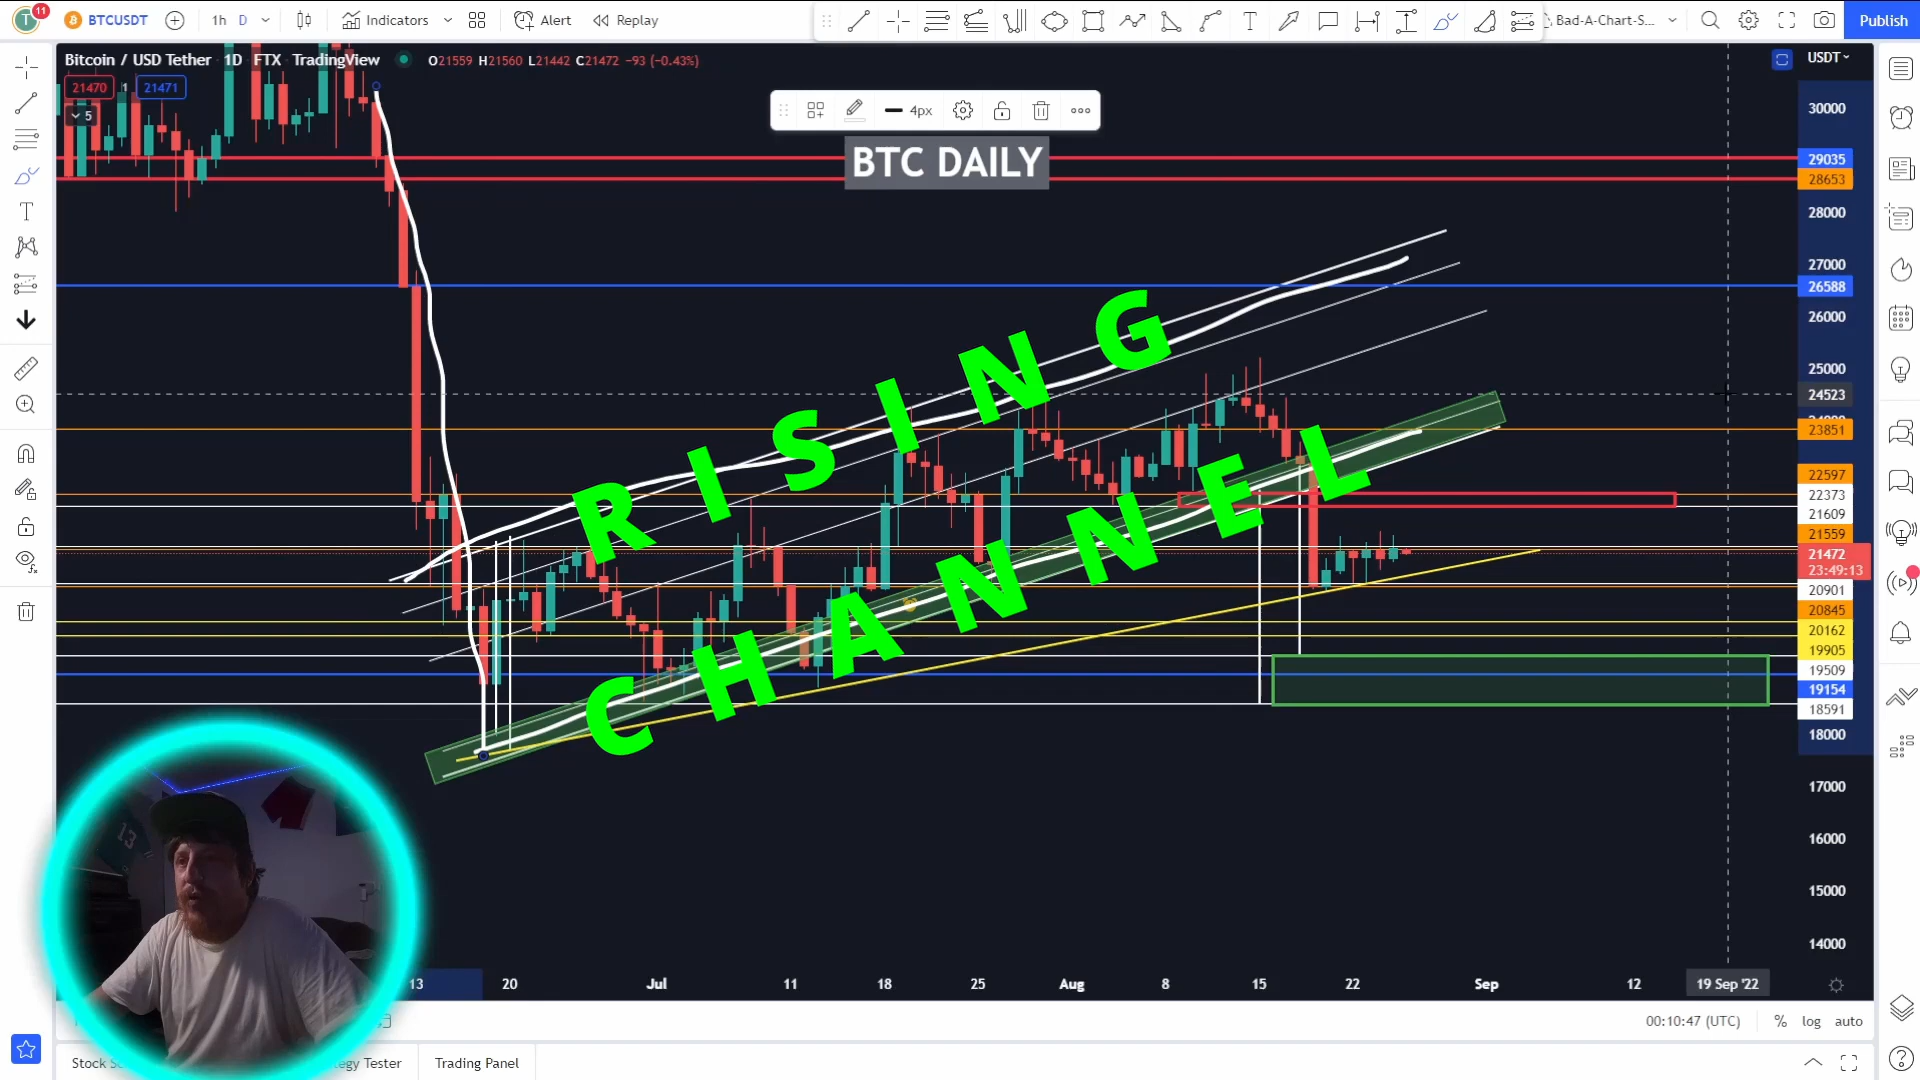 T 11 BTCUSDT 1h D Indicators Alert Replay Bad-A-Chart-S... Publish
Bitcoin / USD Tether 1D FTX TradingView O21559 H21560 L21442 C21472 −93 (−0.43%)
USDT
21470 1 21471
5
4px
BTC DAILY
RISING
CHANNEL
30000
29035
28653
28000
27000
26588
26000
25000
24523
23851
22597
22373
21609
21559
21472
23:49:13
20901
20845
20162
19905
19509
19154
18591
18000
17000
16000
15000
14000
13
13 20 Jul 11 18 25 Aug 8 15 22 Sep 12 19 Sep '22
00:10:47 (UTC) % log auto
Stock Tester Trading Panel